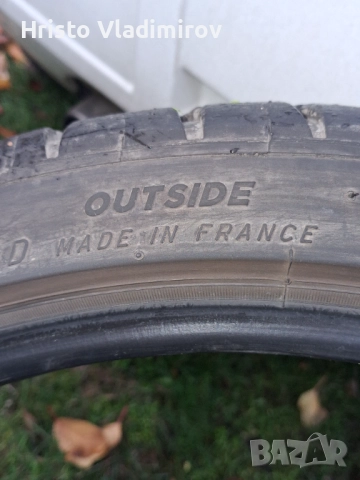 Hristo Vladimirov
OUTSIDE
D MADE IN FRANCE
BAZAR